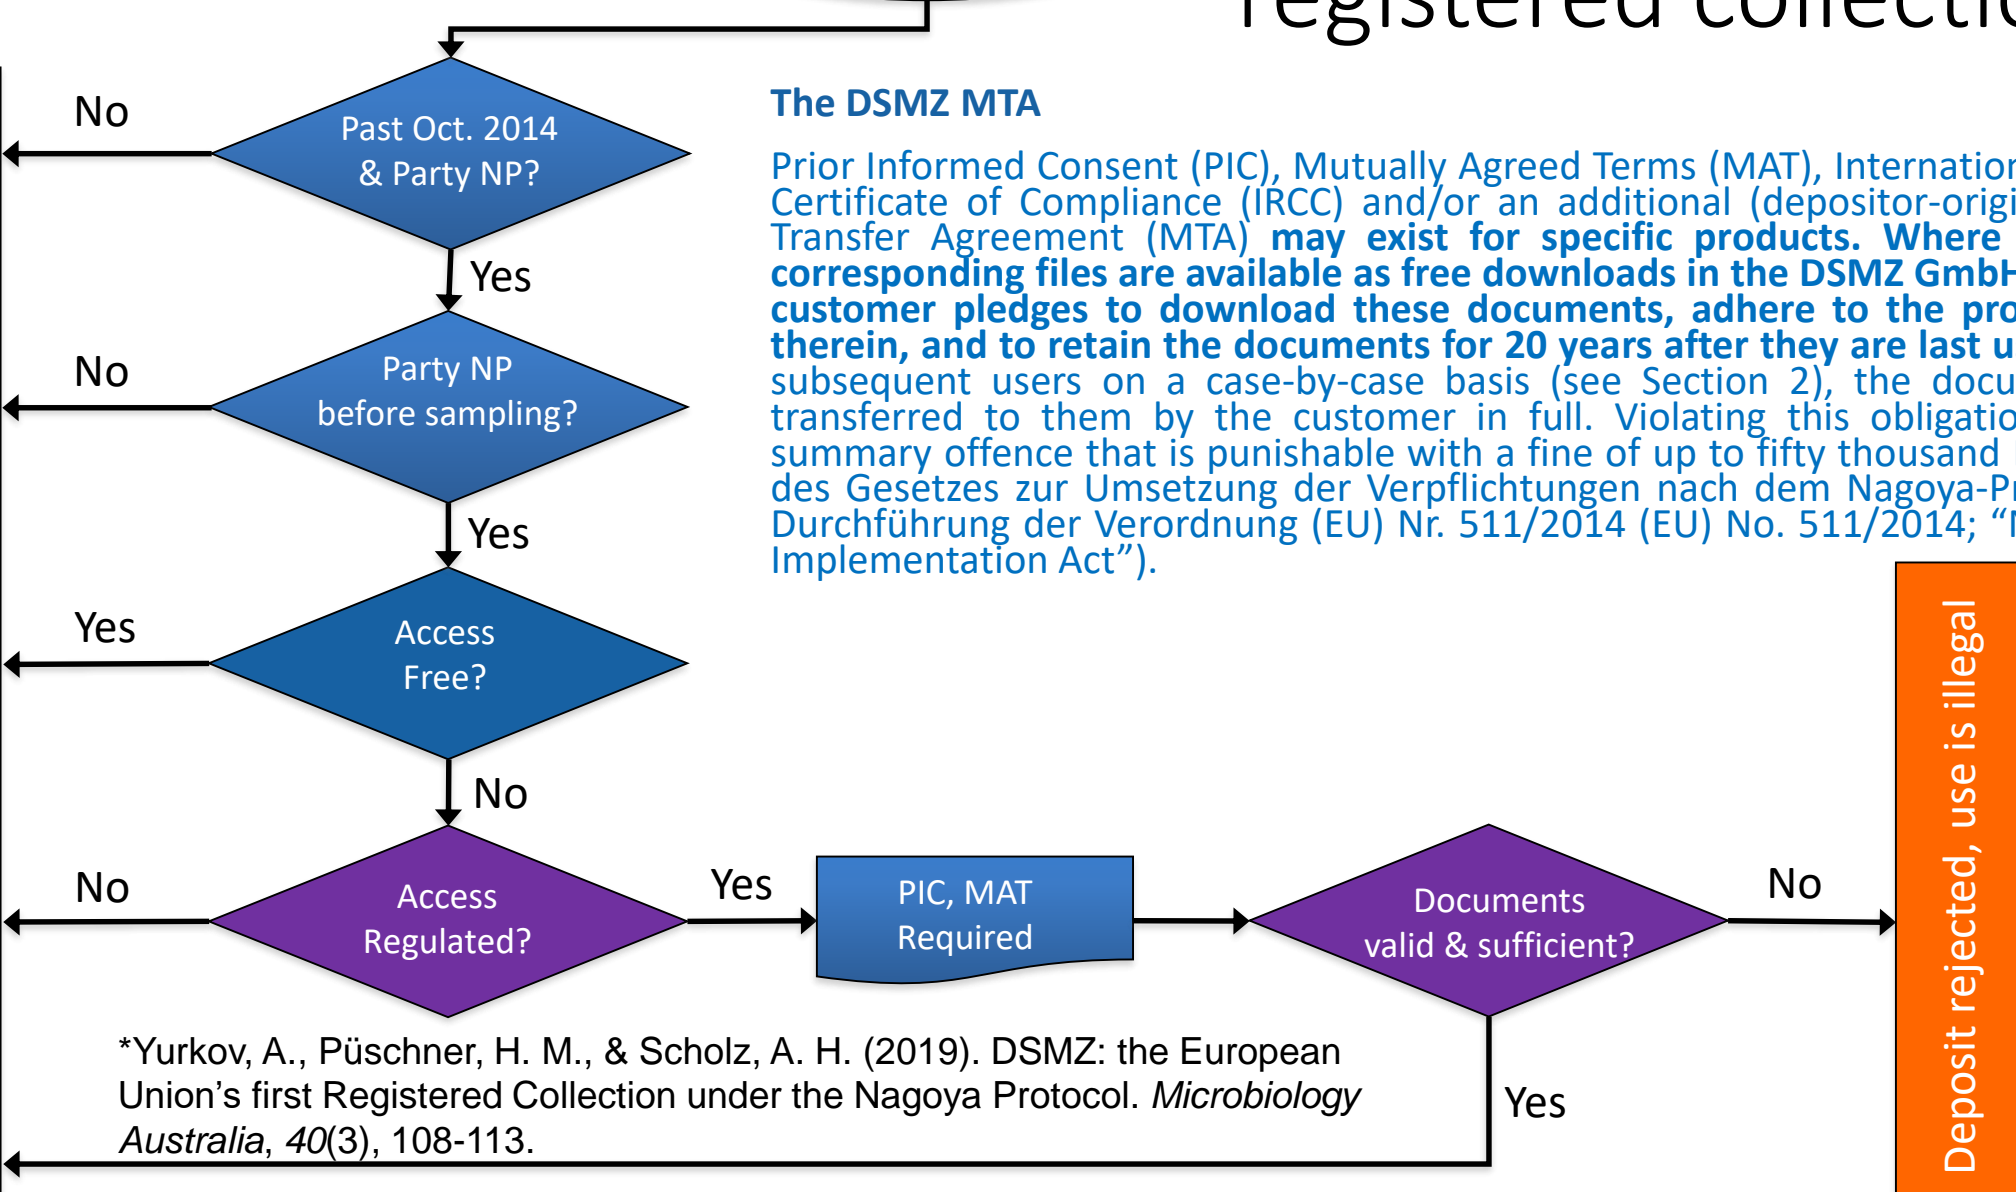 registered collectio
No
Past Oct. 2014
& Party NP?
Yes
No
Party NP
before sampling?
Yes
Yes
Access
Free?
No
No
Access
Regulated?
Yes
PIC, MAT
Required
Documents
valid & sufficient?
No
Yes
The DSMZ MTA
Prior Informed Consent (PIC), Mutually Agreed Terms (MAT), Internation
Certificate of Compliance (IRCC) and/or an additional (depositor-origi
Transfer Agreement (MTA) may exist for specific products. Where
corresponding files are available as free downloads in the DSMZ GmbH
customer pledges to download these documents, adhere to the pro
therein, and to retain the documents for 20 years after they are last u
subsequent users on a case-by-case basis (see Section 2), the docu
transferred to them by the customer in full. Violating this obligatio
summary offence that is punishable with a fine of up to fifty thousand
des Gesetzes zur Umsetzung der Verpflichtungen nach dem Nagoya-Pr
Durchführung der Verordnung (EU) Nr. 511/2014 (EU) No. 511/2014; “N
Implementation Act”).
Deposit rejected, use is illegal
*Yurkov, A., Püschner, H. M., & Scholz, A. H. (2019). DSMZ: the European
Union’s first Registered Collection under the Nagoya Protocol. Microbiology
Australia, 40(3), 108-113.